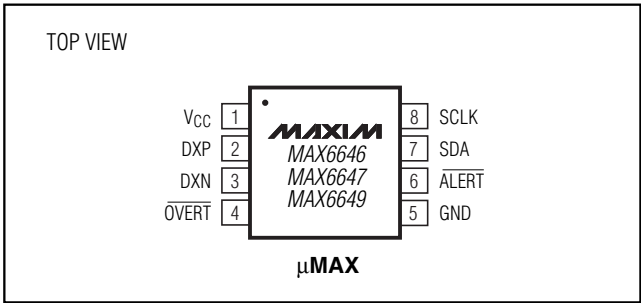 TOP VIEW
VCC 1
DXP 2
DXN 3
OVERT 4
MAXIM
MAX6646
MAX6647
MAX6649
8 SCLK
7 SDA
6 ALERT
5 GND
μMAX